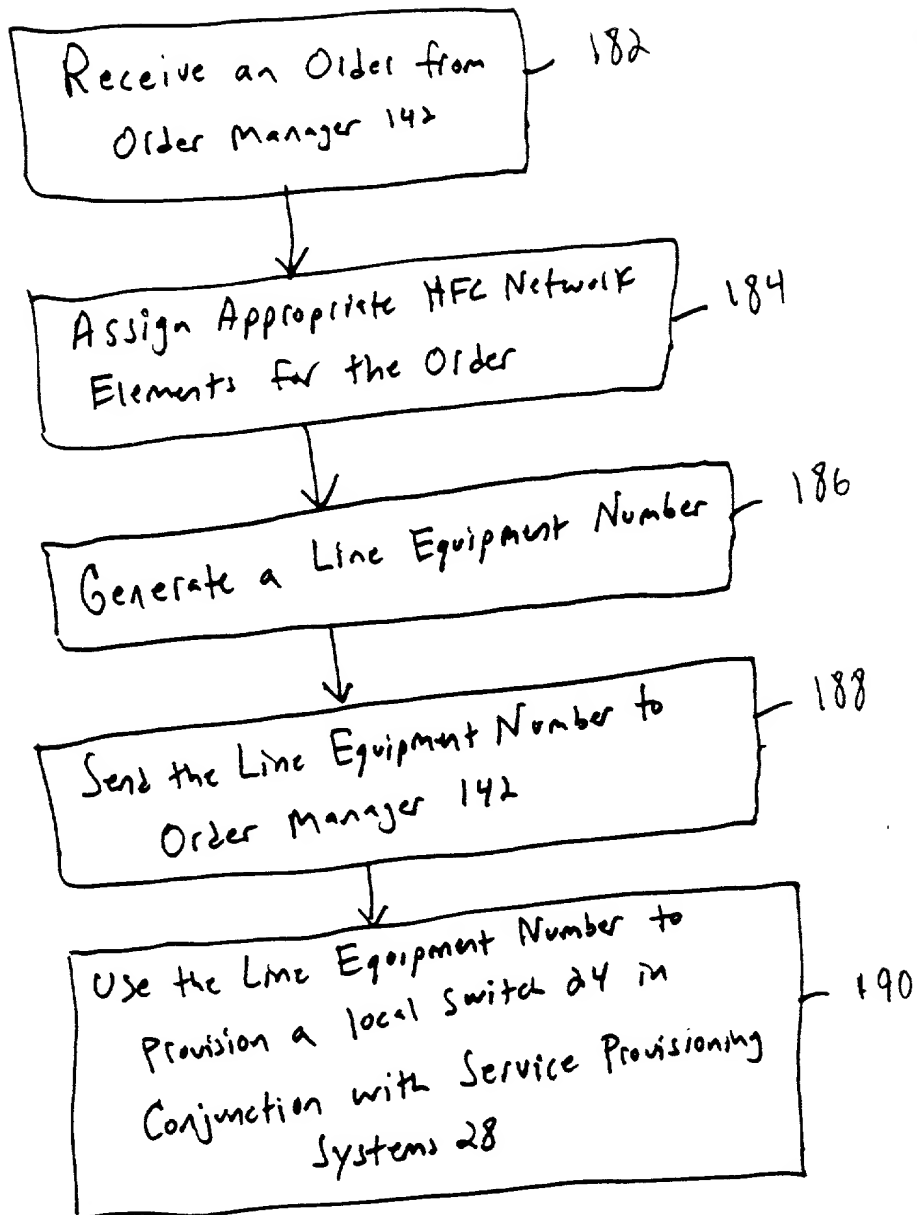 Receive an Order from
Order Manager 142
182
Assign Appropriate HFC Network
Elements for the Order
184
Generate a Line Equipment Number
186
Send the Line Equipment Number to
Order Manager 142
188
Use the Line Equipment Number to
Provision a local Switch 24 in
Conjunction with Service Provisioning
Systems 28
190